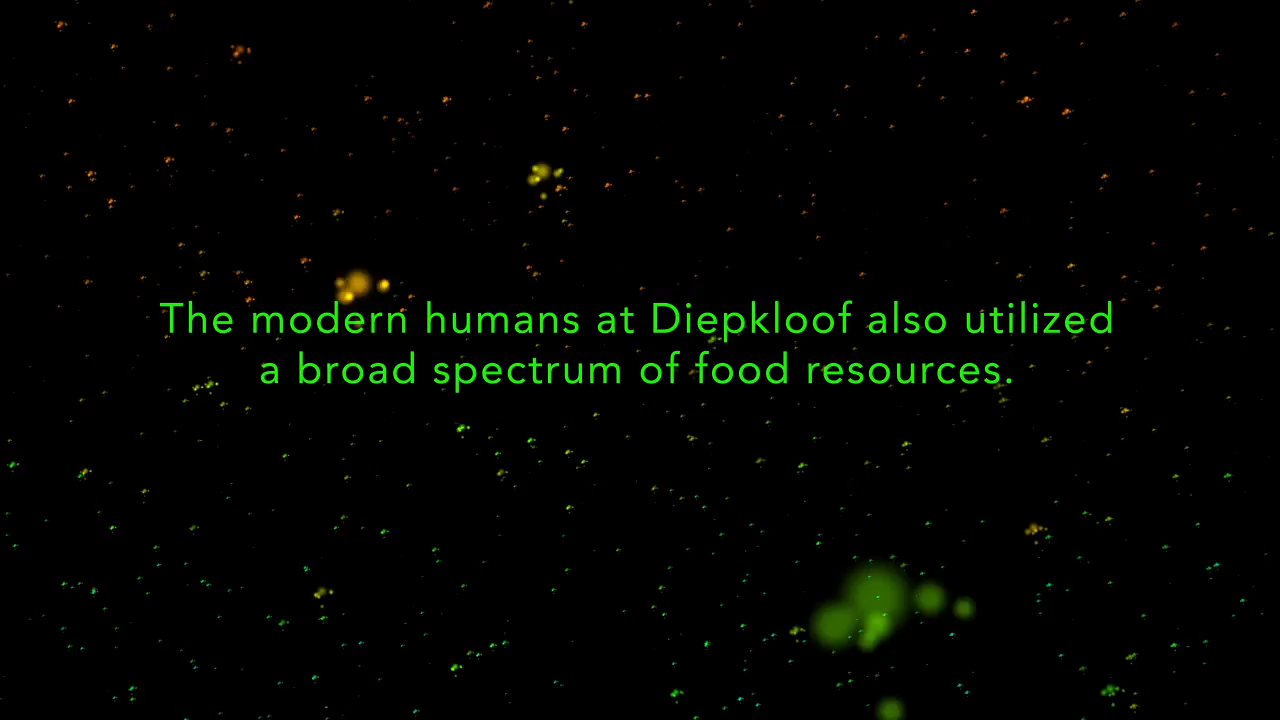 The modern humans at Diepkloof also utilized
a broad spectrum of food resources.